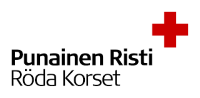 Punainen Risti
Röda Korset